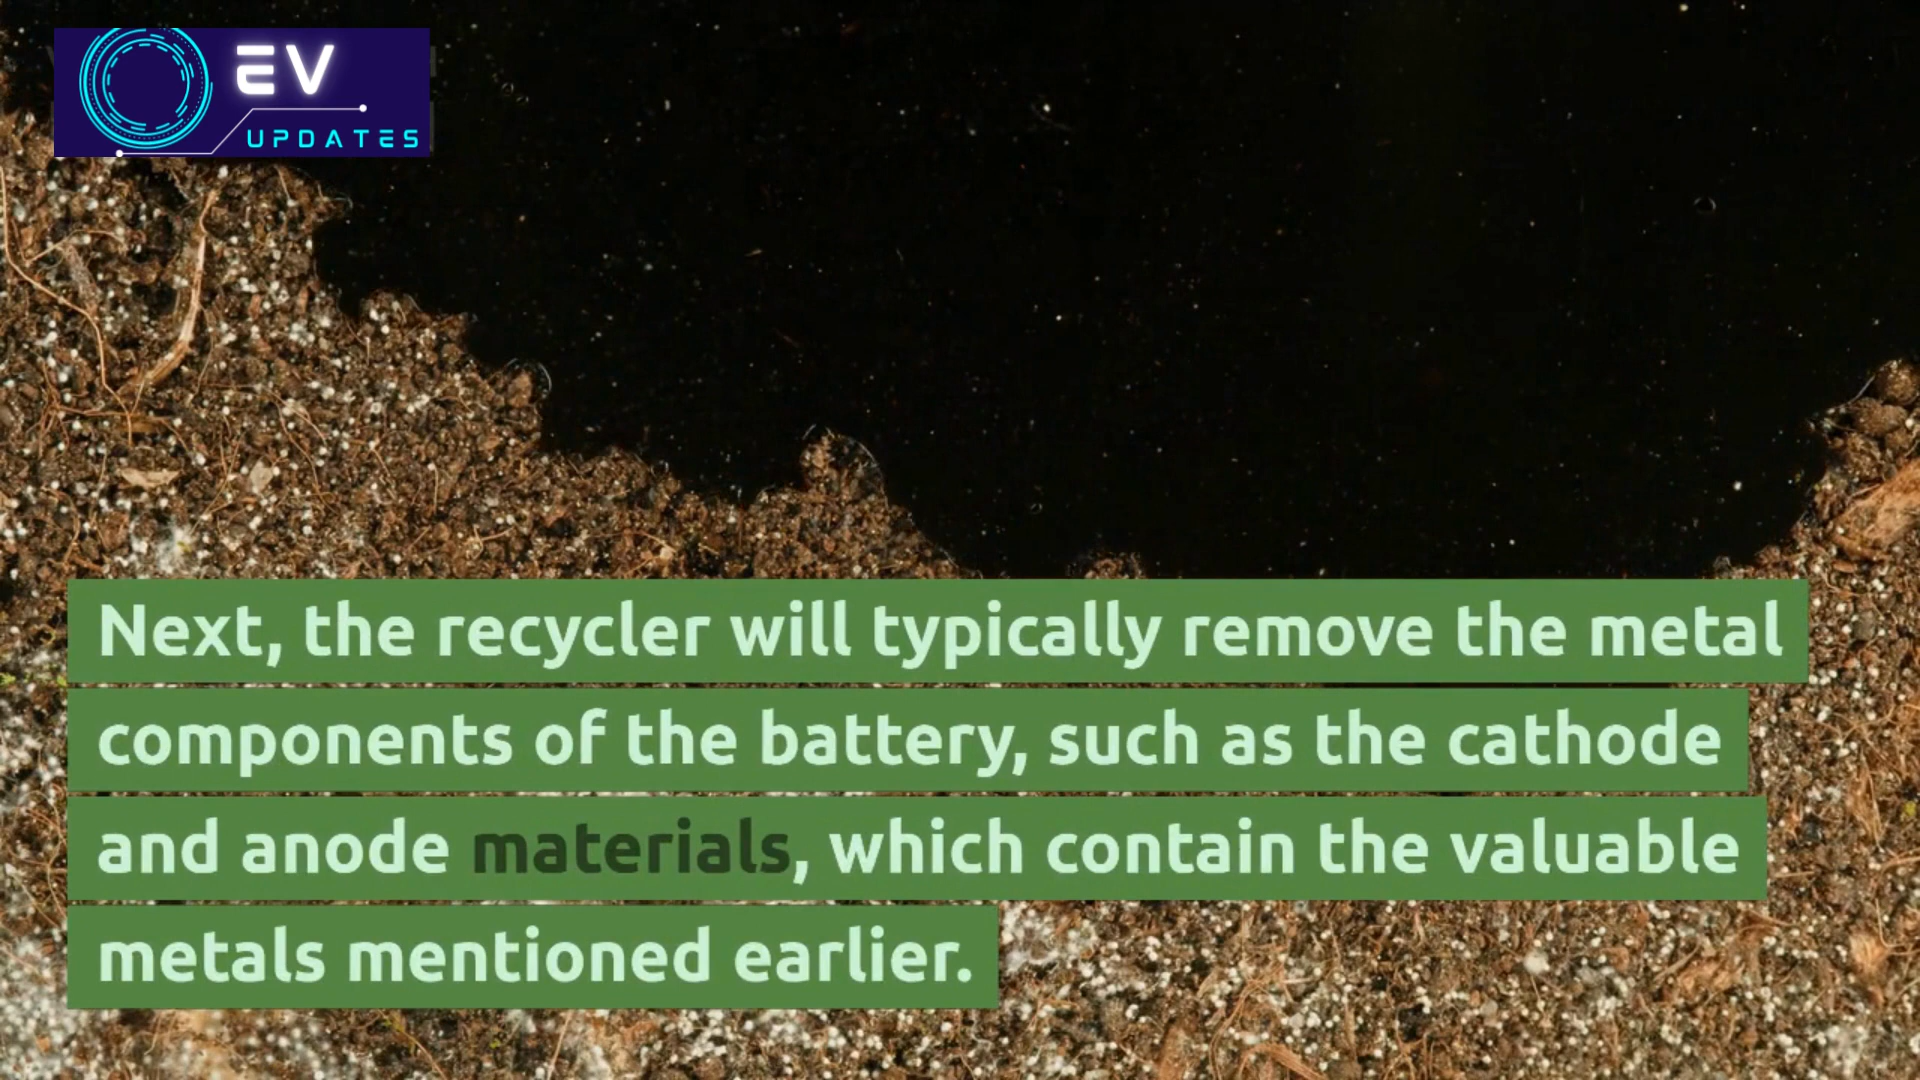 EV
UPDATES
Next, the recycler will typically remove the metal
components of the battery, such as the cathode
and anode materials, which contain the valuable
metals mentioned earlier.